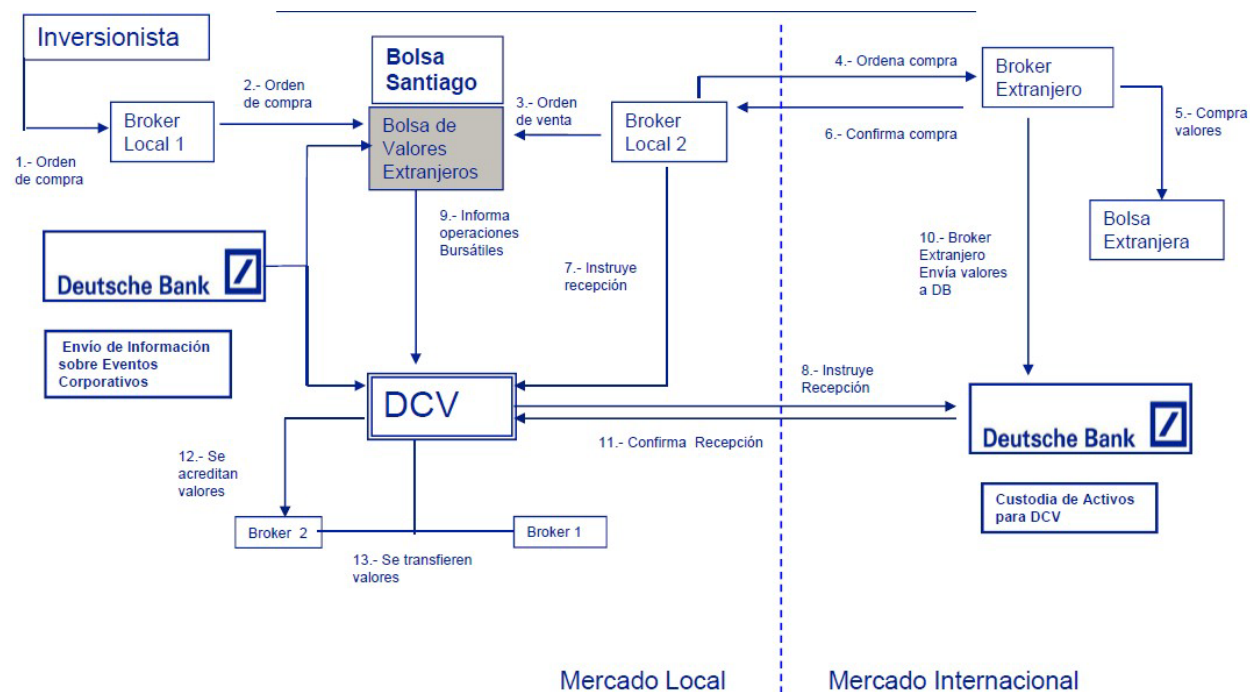 Inversionista
1.- Orden
de compra
Broker
Local 1
2.- Orden
de compra
Bolsa
Santiago
Bolsa de
Valores
Extranjeros
3.- Orden
de venta
Broker
Local 2
4.- Ordena compra
6.- Confirma compra
Broker
Extranjero
5.- Compra
valores
Bolsa
Extranjera
9.- Informa
operaciones
Bursátiles
7.- Instruye
recepción
10.- Broker
Extranjero
Envía valores
a DB
Deutsche Bank
Envío de Información
sobre Eventos
Corporativos
DCV
8.- Instruye
Recepción
11.- Confirma Recepción
Deutsche Bank
Custodia de Activos
para DCV
12.- Se
acreditan
valores
Broker 2
Broker 1
13.- Se transfieren
valores
Mercado Local
Mercado Internacional